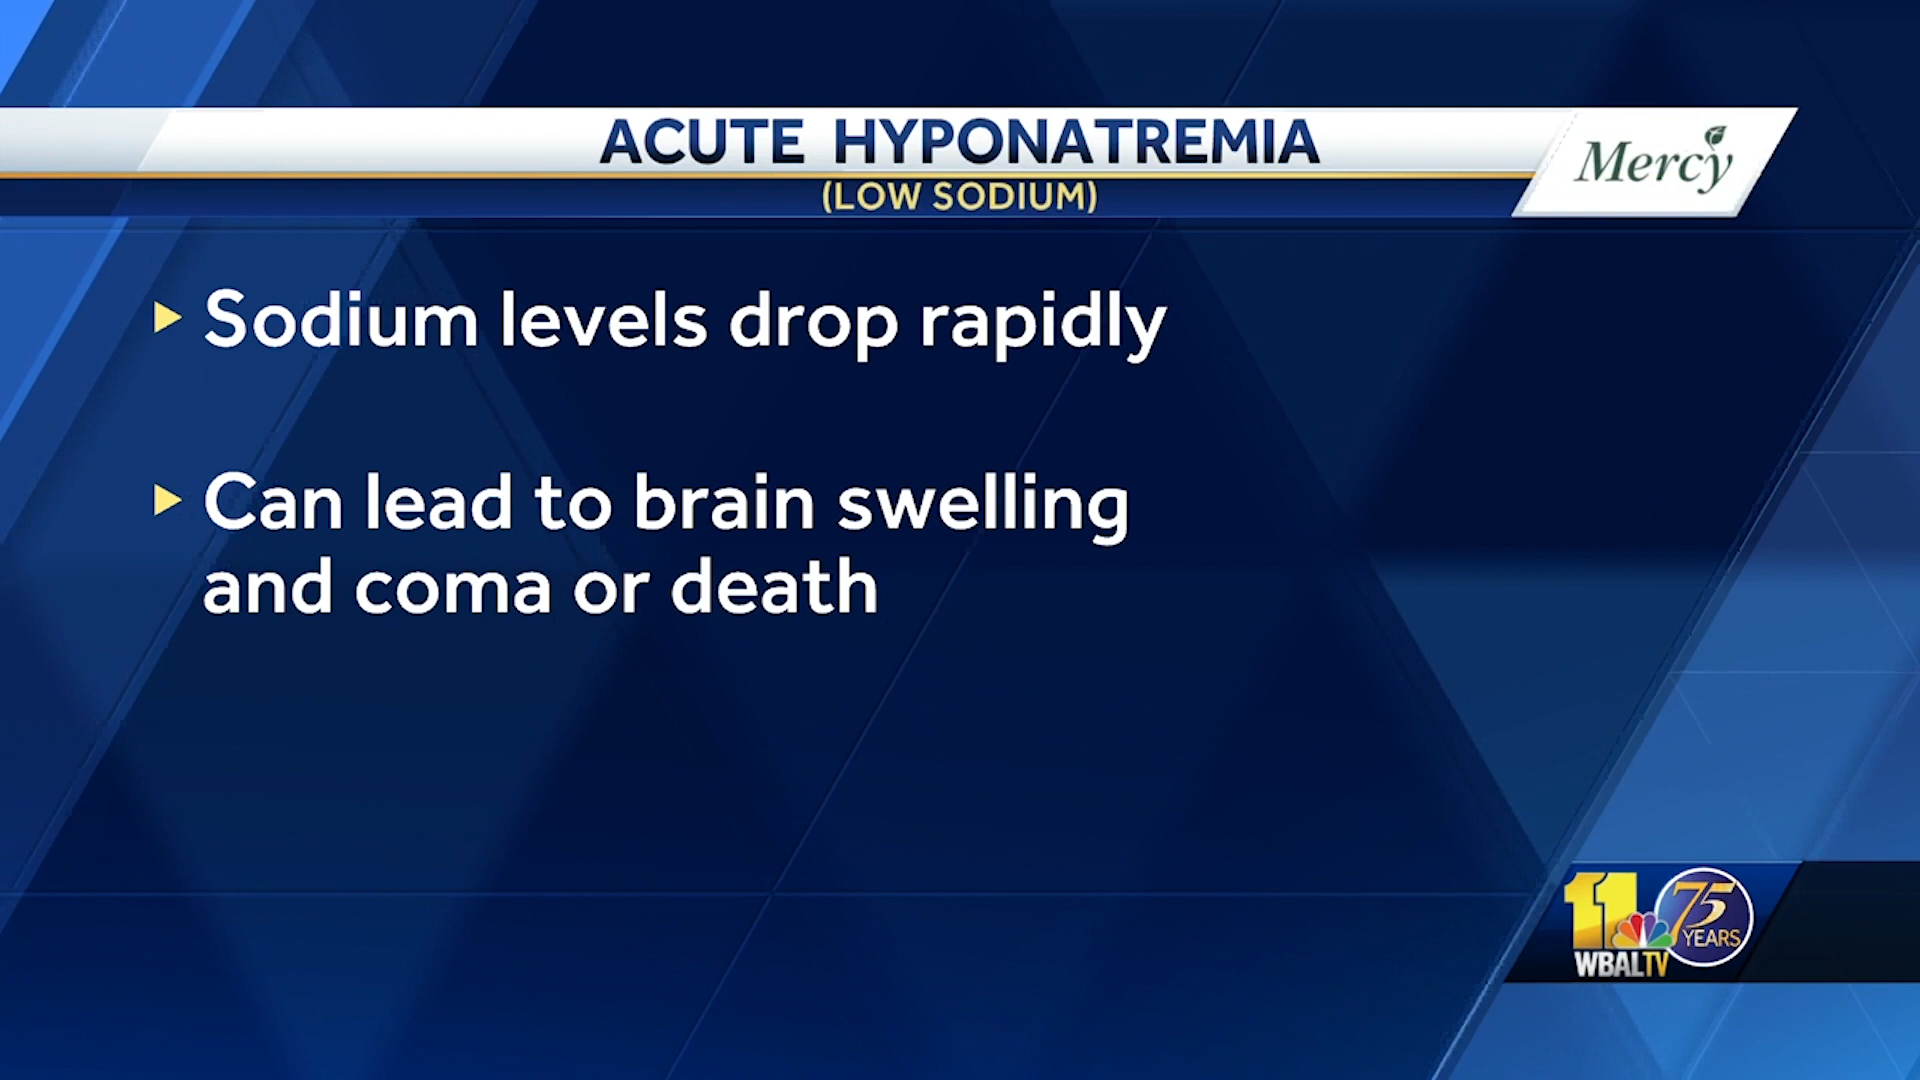 ACUTE HYPONATREMIA
Mercy
(LOW SODIUM)
Sodium levels drop rapidly
Can lead to brain swelling
and coma or death
11
75
YEARS
WBALTV